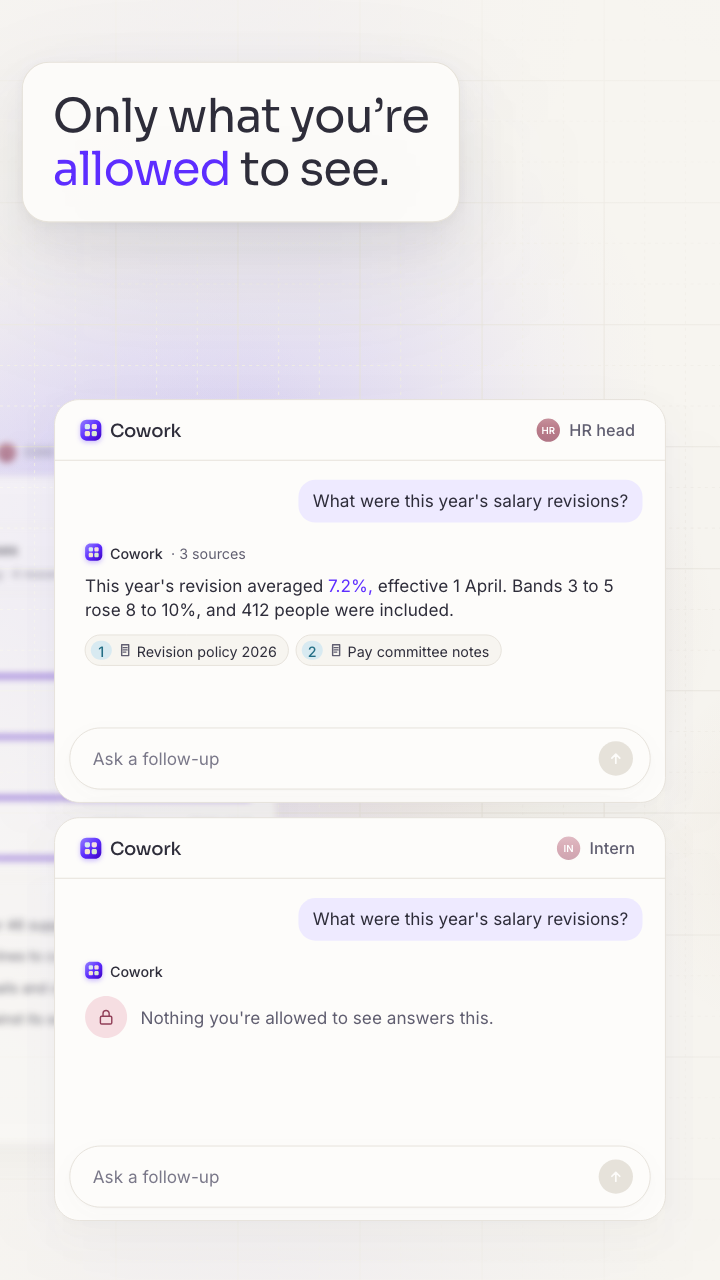 Only what you’re
allowed to see.
Cowork
HR HR head
What were this year's salary revisions?
Cowork · 3 sources
This year's revision averaged 7.2%, effective 1 April. Bands 3 to 5
rose 8 to 10%, and 412 people were included.
1 Revision policy 2026 2 Pay committee notes
Ask a follow-up
Cowork
IN Intern
What were this year's salary revisions?
Cowork
Nothing you're allowed to see answers this.
Ask a follow-up